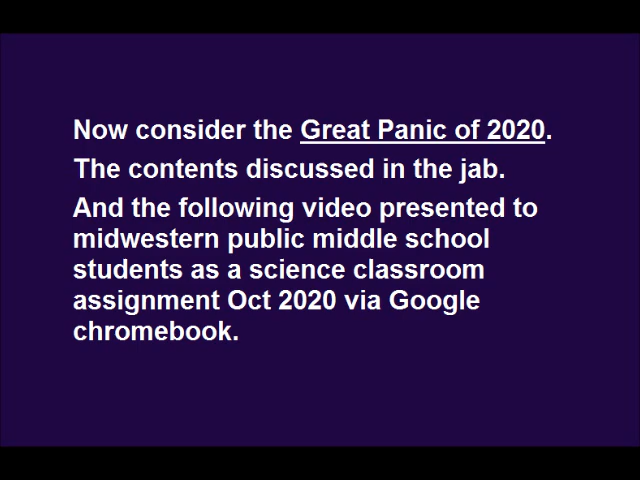 Now consider the Great Panic of 2020.
The contents discussed in the jab.
And the following video presented to
midwestern public middle school
students as a science classroom
assignment Oct 2020 via Google
chromebook.